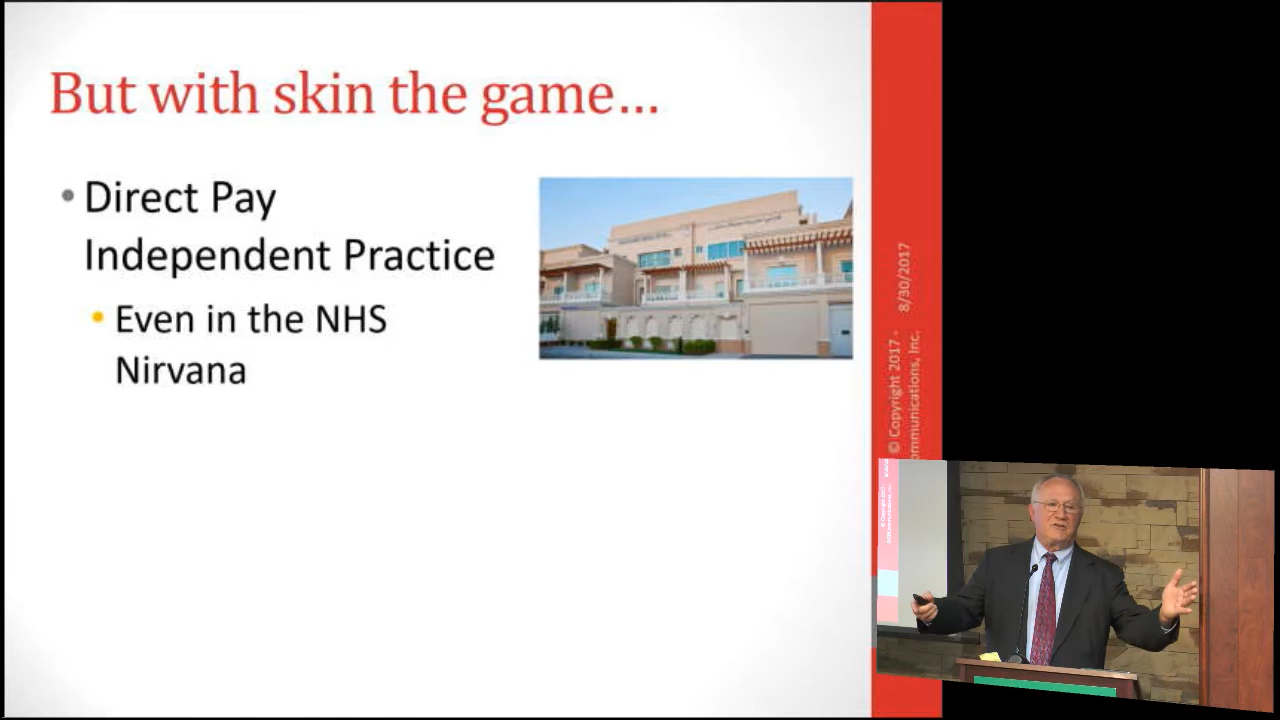 But with skin the game...
• Direct Pay
Independent Practice
• Even in the NHS
Nirvana
8/30/2017
© Copyright 2017 -
ommunications, Inc.